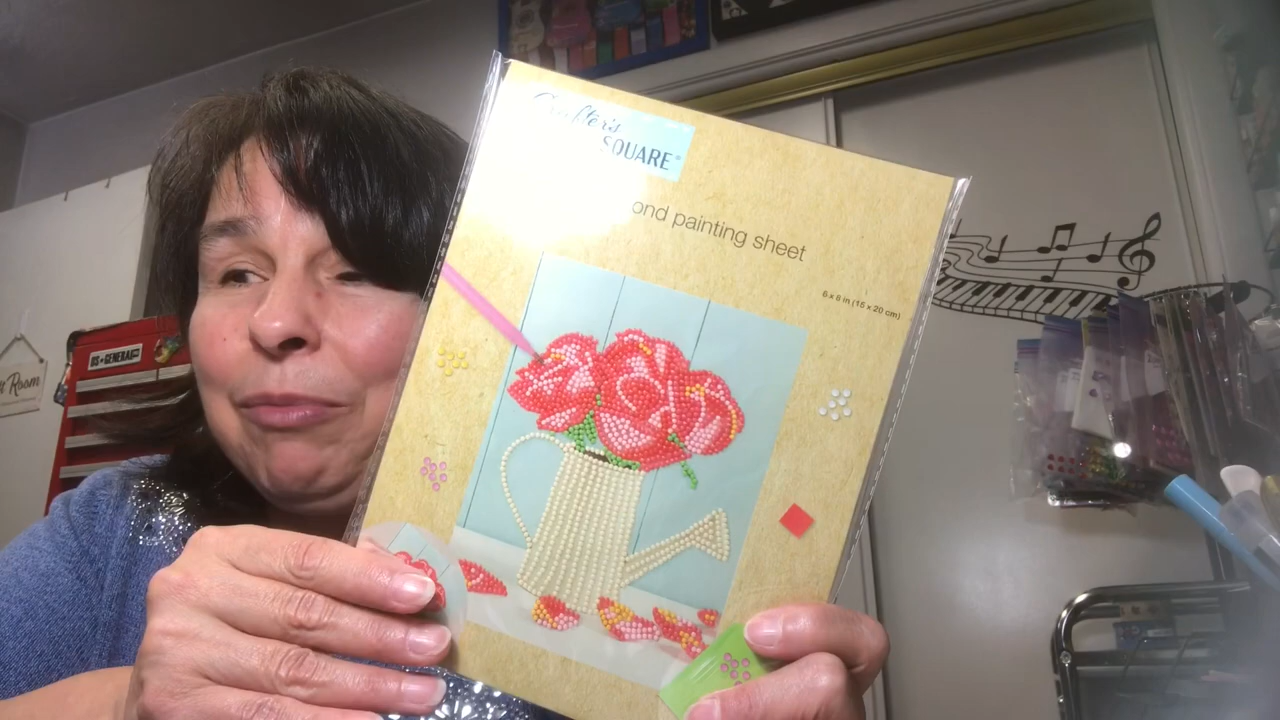 Crafter's
SQUARE®
ond painting sheet
6 x 8 in (15 x 20 cm)
US GENERAL
t Room